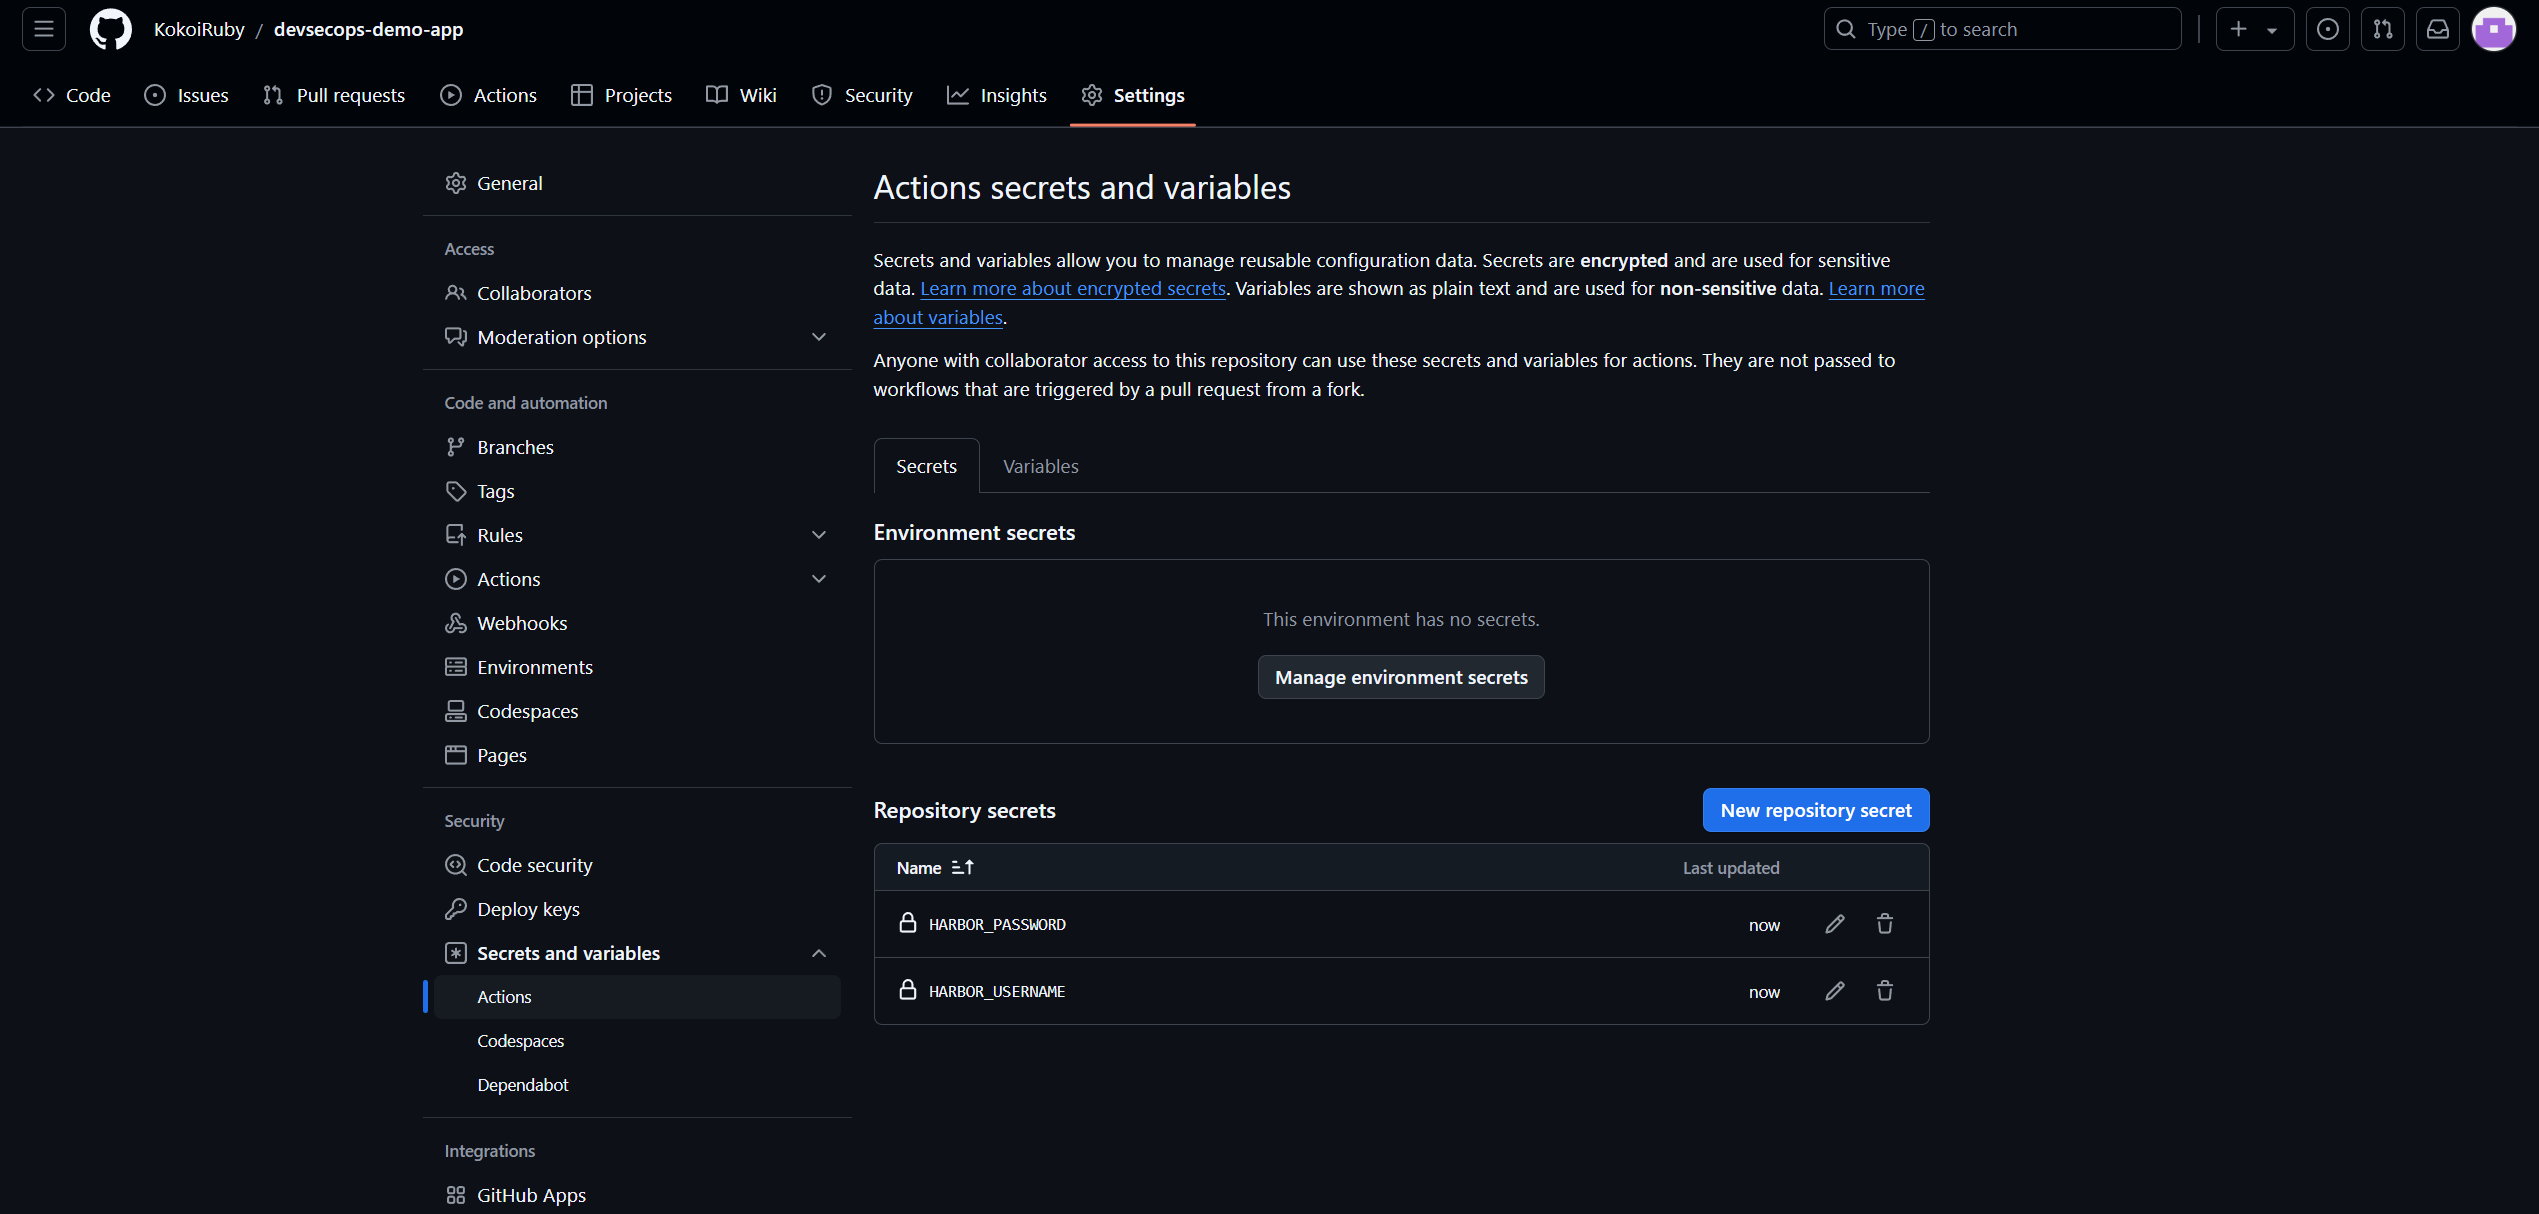 KokoiRuby / devsecops-demo-app
Type / to search
Code
Issues
Pull requests
Actions
Projects
Wiki
Security
Insights
Settings
General
Access
Collaborators
Moderation options
Code and automation
Branches
Tags
Rules
Actions
Webhooks
Environments
Codespaces
Pages
Security
Code security
Deploy keys
Secrets and variables
Actions
Codespaces
Dependabot
Integrations
GitHub Apps
Actions secrets and variables
Secrets and variables allow you to manage reusable configuration data. Secrets are encrypted and are used for sensitive
data. Learn more about encrypted secrets. Variables are shown as plain text and are used for non-sensitive data. Learn more
about variables.
Anyone with collaborator access to this repository can use these secrets and variables for actions. They are not passed to
workflows that are triggered by a pull request from a fork.
Secrets
Variables
Environment secrets
This environment has no secrets.
Manage environment secrets
Repository secrets
New repository secret
Name
Last updated
HARBOR_PASSWORD
now
HARBOR_USERNAME
now